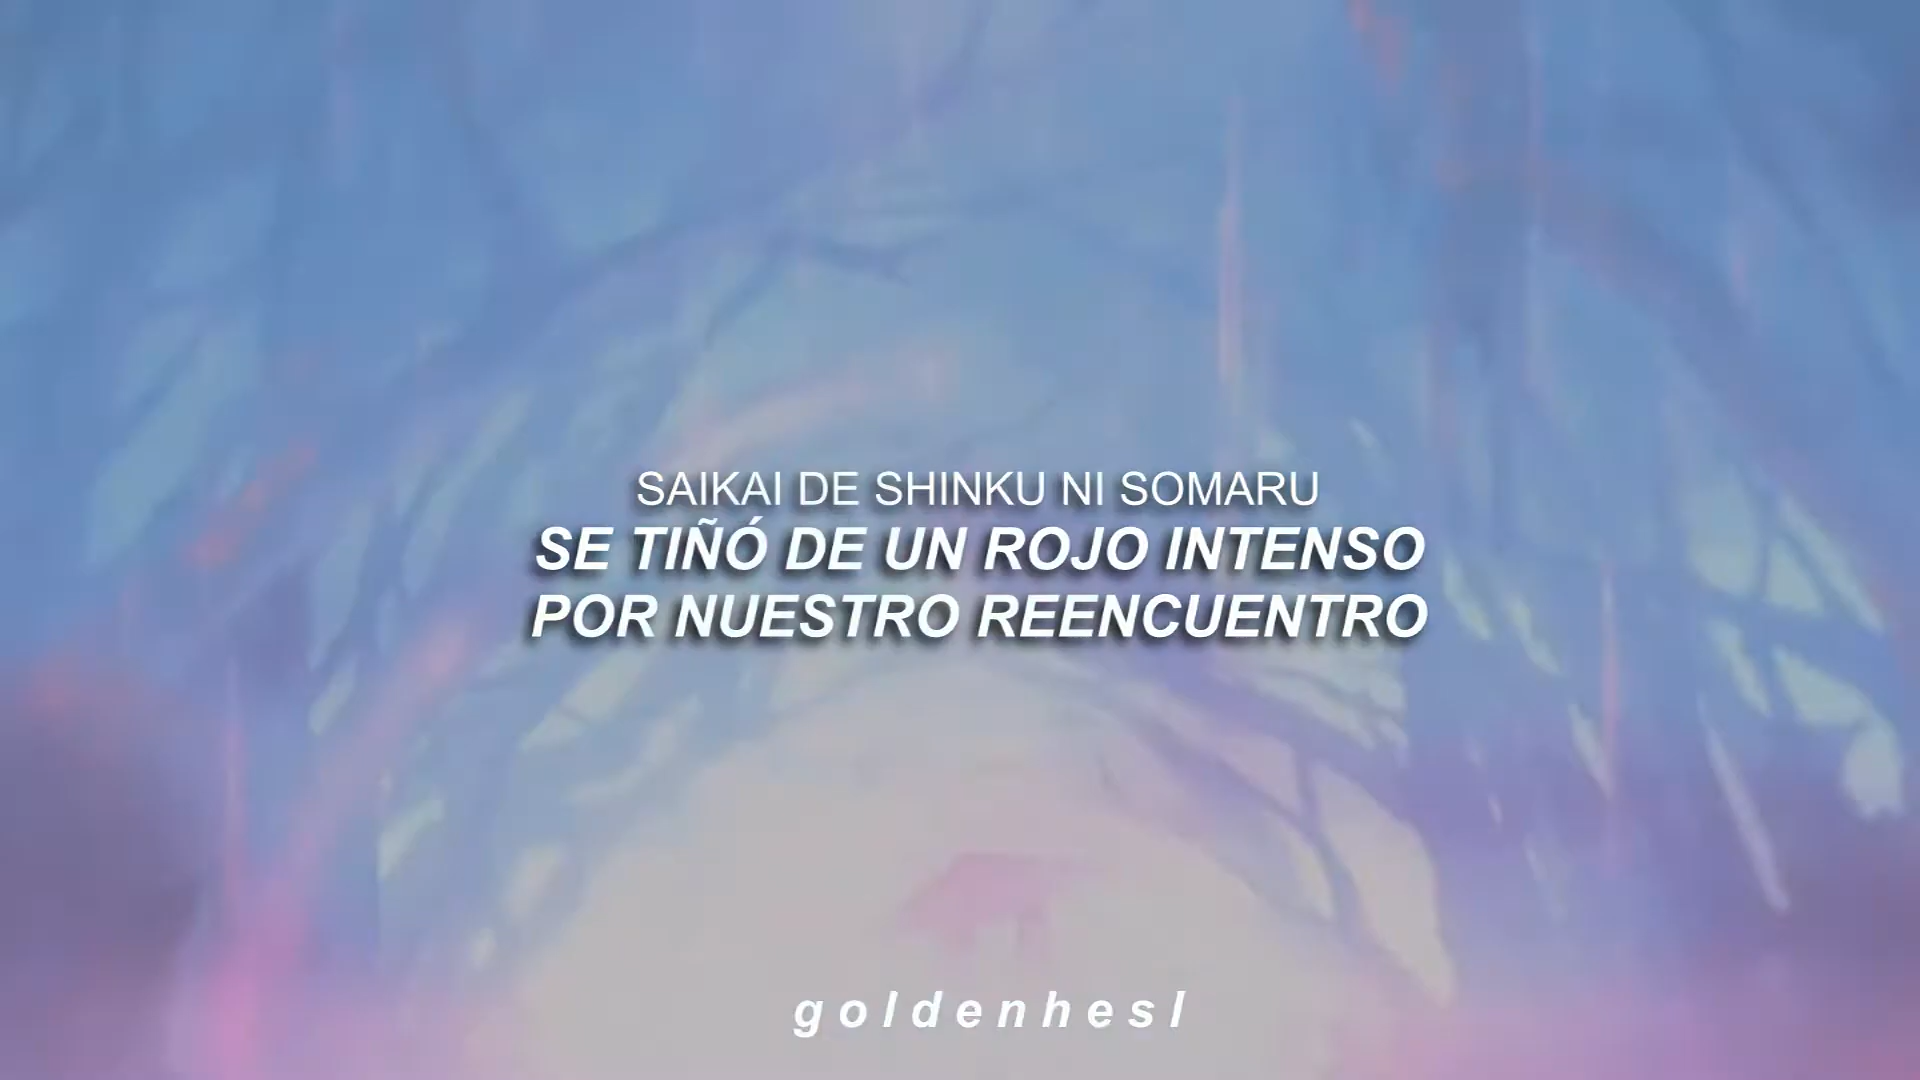 SAIKAI DE SHINKU NI SOMARU
SE TIÑÓ DE UN ROJO INTENSO
POR NUESTRO REENCUENTRO
goldenhesl